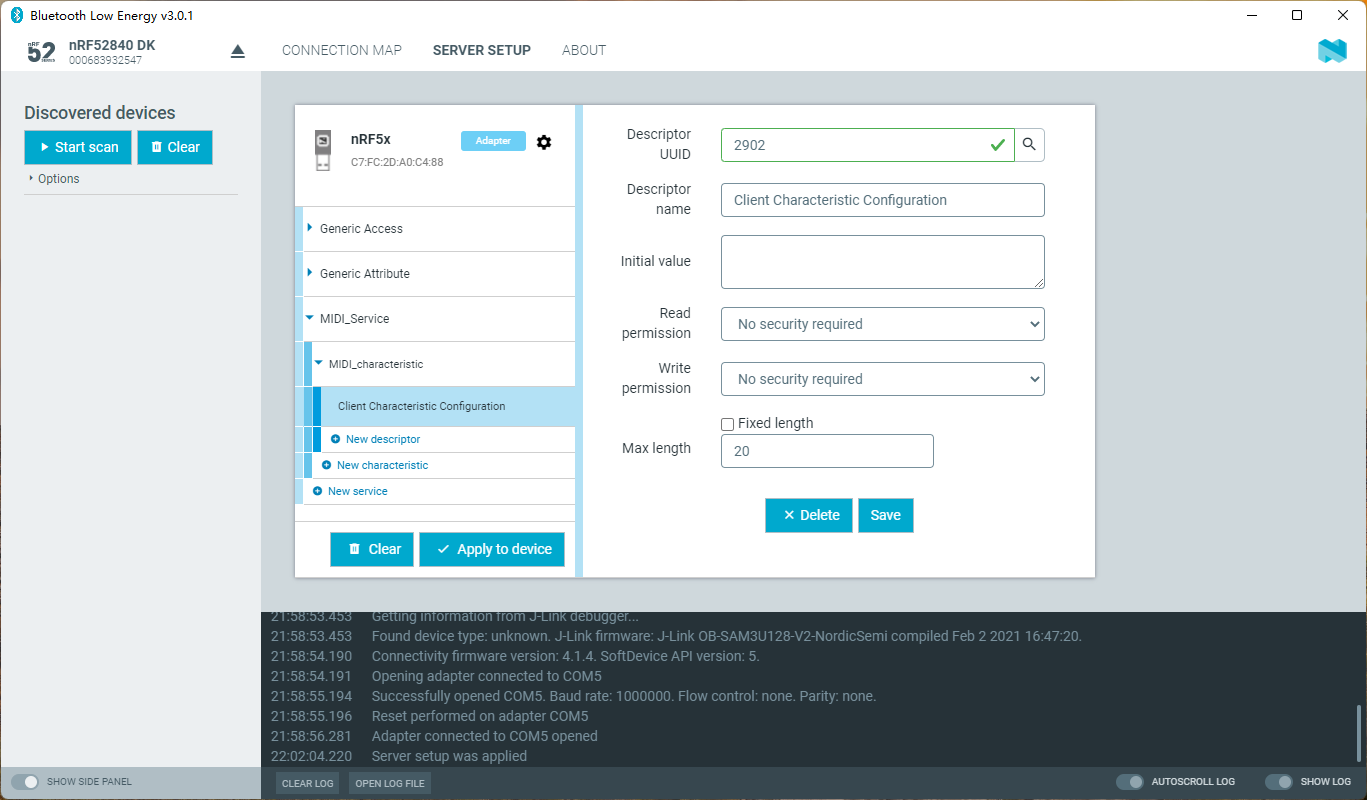 Bluetooth Low Energy v3.0.1
nRF
52
SERIES
nRF52840 DK
000683932547
CONNECTION MAP
SERVER SETUP
ABOUT
Discovered devices
Start scan
Clear
Options
nRF5x
C7:FC:2D:A0:C4:88
Adapter
Generic Access
Generic Attribute
MIDI_Service
MIDI_characteristic
Client Characteristic Configuration
New descriptor
New characteristic
New service
Clear
Apply to device
Descriptor
UUID
2902
Descriptor
name
Client Characteristic Configuration
Initial value
Read
permission
No security required
Write
permission
No security required
Fixed length
Max length
20
Delete
Save
21:58:53.453 Getting information from J-Link debugger...
21:58:53.453 Found device type: unknown. J-Link firmware: J-Link OB-SAM3U128-V2-NordicSemi compiled Feb 2 2021 16:47:20.
21:58:54.190 Connectivity firmware version: 4.1.4. SoftDevice API version: 5.
21:58:54.191 Opening adapter connected to COM5
21:58:55.194 Successfully opened COM5. Baud rate: 1000000. Flow control: none. Parity: none.
21:58:55.196 Reset performed on adapter COM5
21:58:56.281 Adapter connected to COM5 opened
22:02:04.220 Server setup was applied
SHOW SIDE PANEL
CLEAR LOG
OPEN LOG FILE
AUTOSCROLL LOG
SHOW LOG